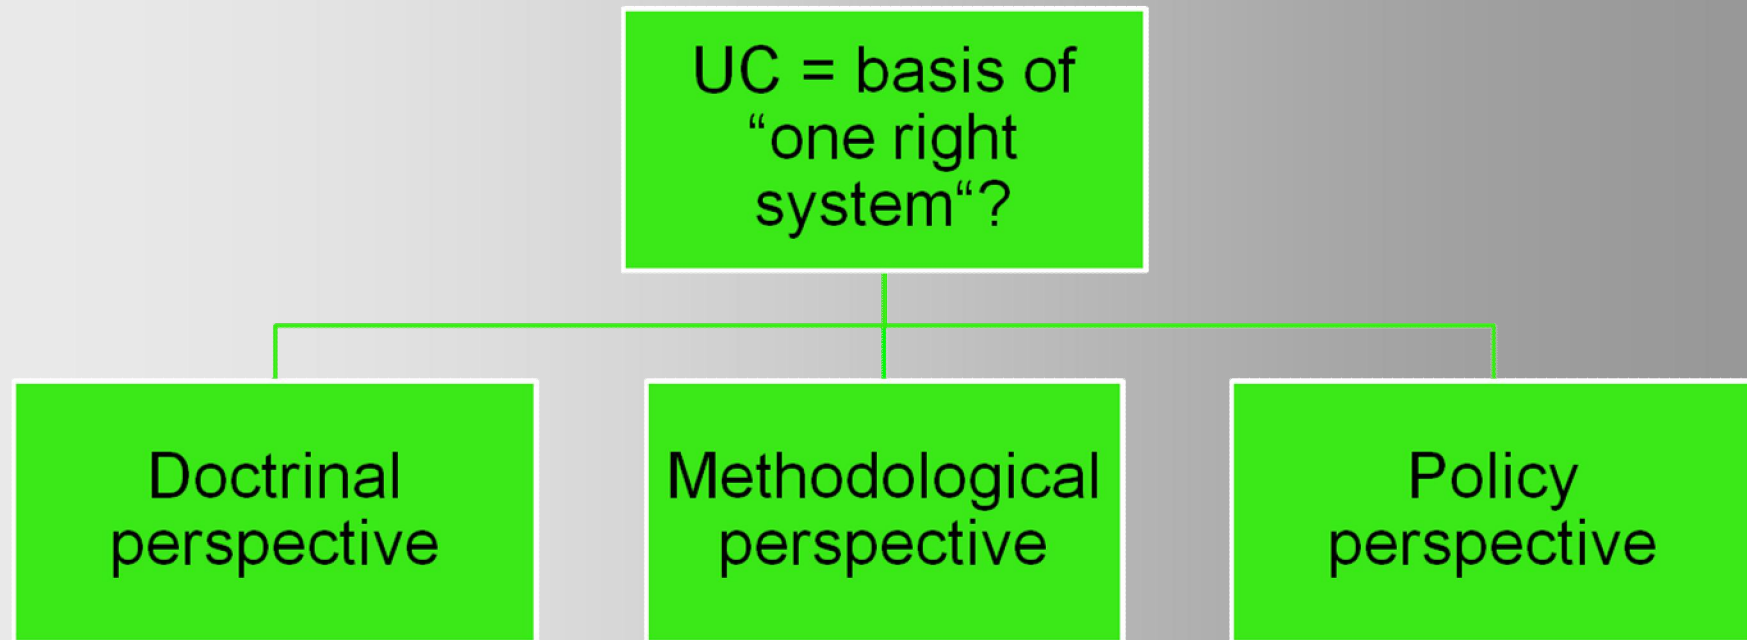 UC = basis of
“one right
system“?
Doctrinal
perspective
Methodological
perspective
Policy
perspective